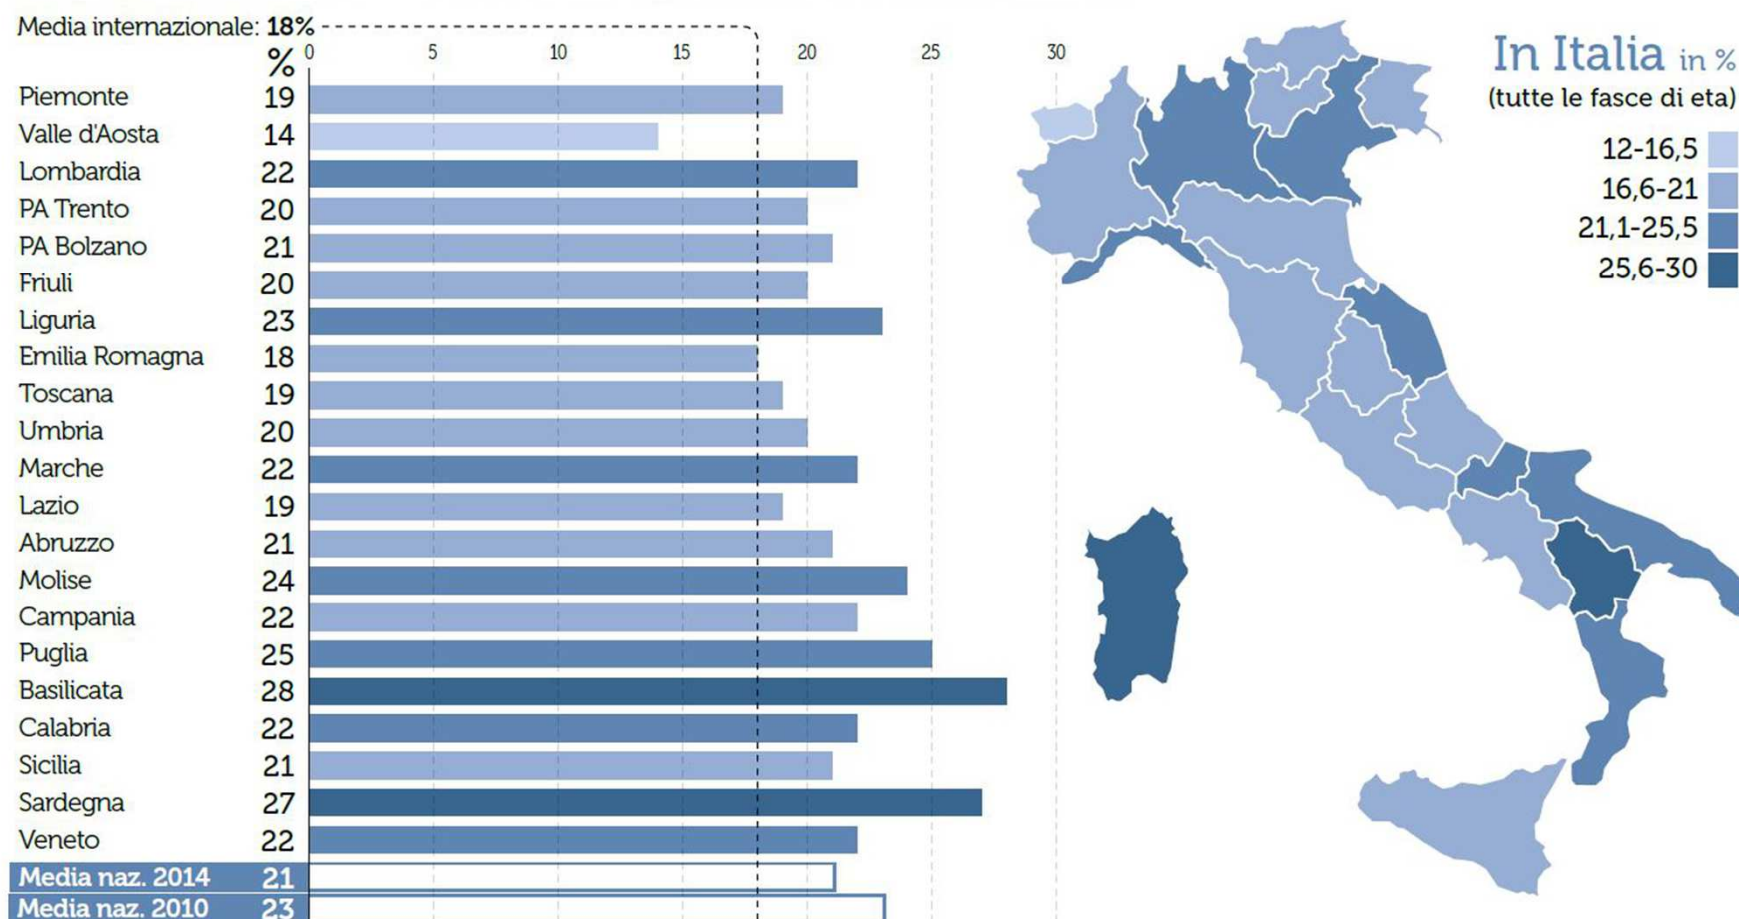 Media internazionale: 18%
%
0 5 10 15 20 25 30
Piemonte 19
Valle d'Aosta 14
Lombardia 22
PA Trento 20
PA Bolzano 21
Friuli 20
Liguria 23
Emilia Romagna 18
Toscana 19
Umbria 20
Marche 22
Lazio 19
Abruzzo 21
Molise 24
Campania 22
Puglia 25
Basilicata 28
Calabria 22
Sicilia 21
Sardegna 27
Veneto 22
Media naz. 2014 21
Media naz. 2010 23
In Italia in %
(tutte le fasce di eta)
12-16,5
16,6-21
21,1-25,5
25,6-30